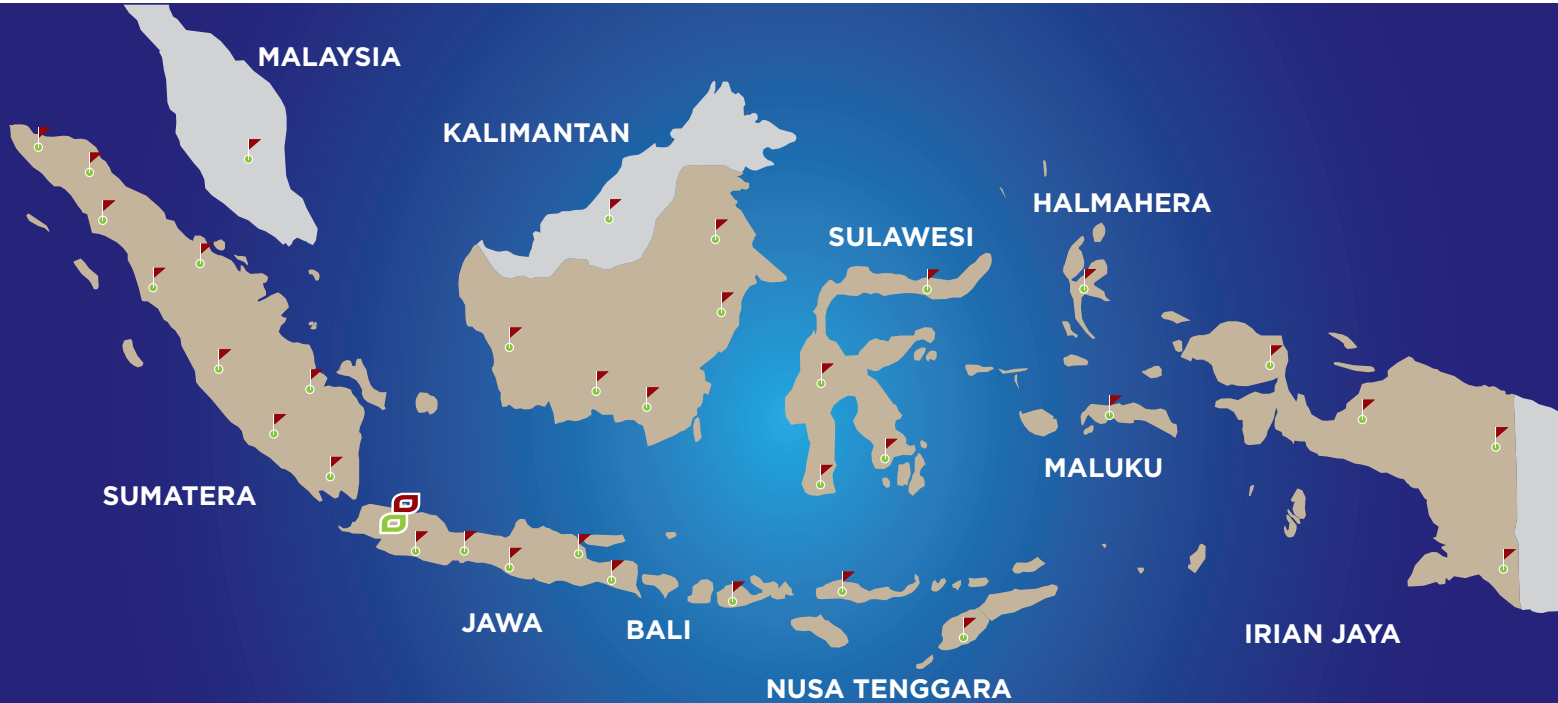 MALAYSIA
KALIMANTAN
HALMAHERA
SULAWESI
MALUKU
SUMATERA
JAWA
BALI
IRIAN JAYA
NUSA TENGGARA